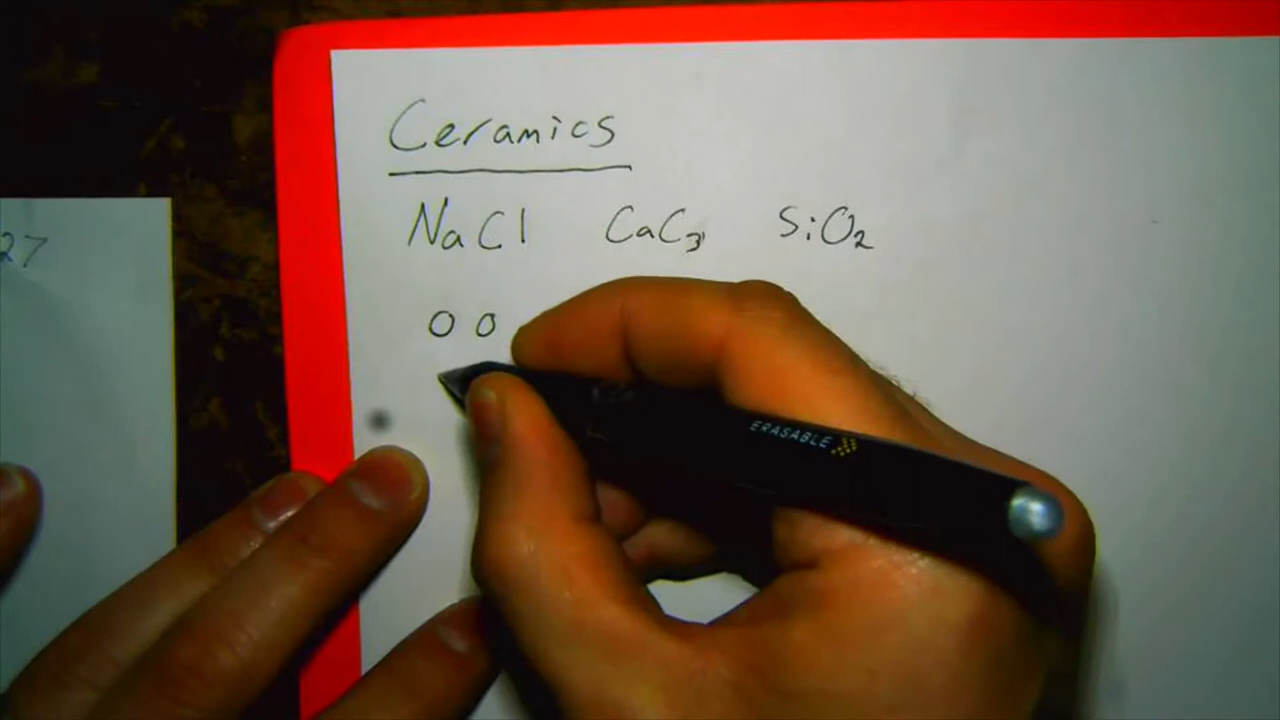 Ceramics
NaCl CaC₃ SiO₂
O O
ERASABLE
27